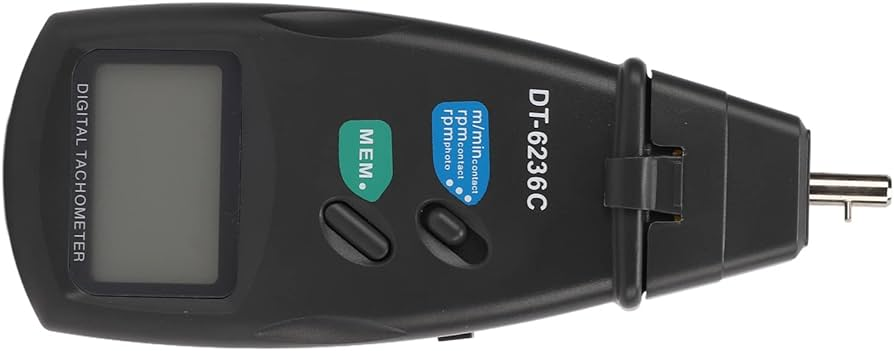 DT-6236C
m/min contact
rpm contact
rpm photo
MEM.
DIGITAL TACHOMETER